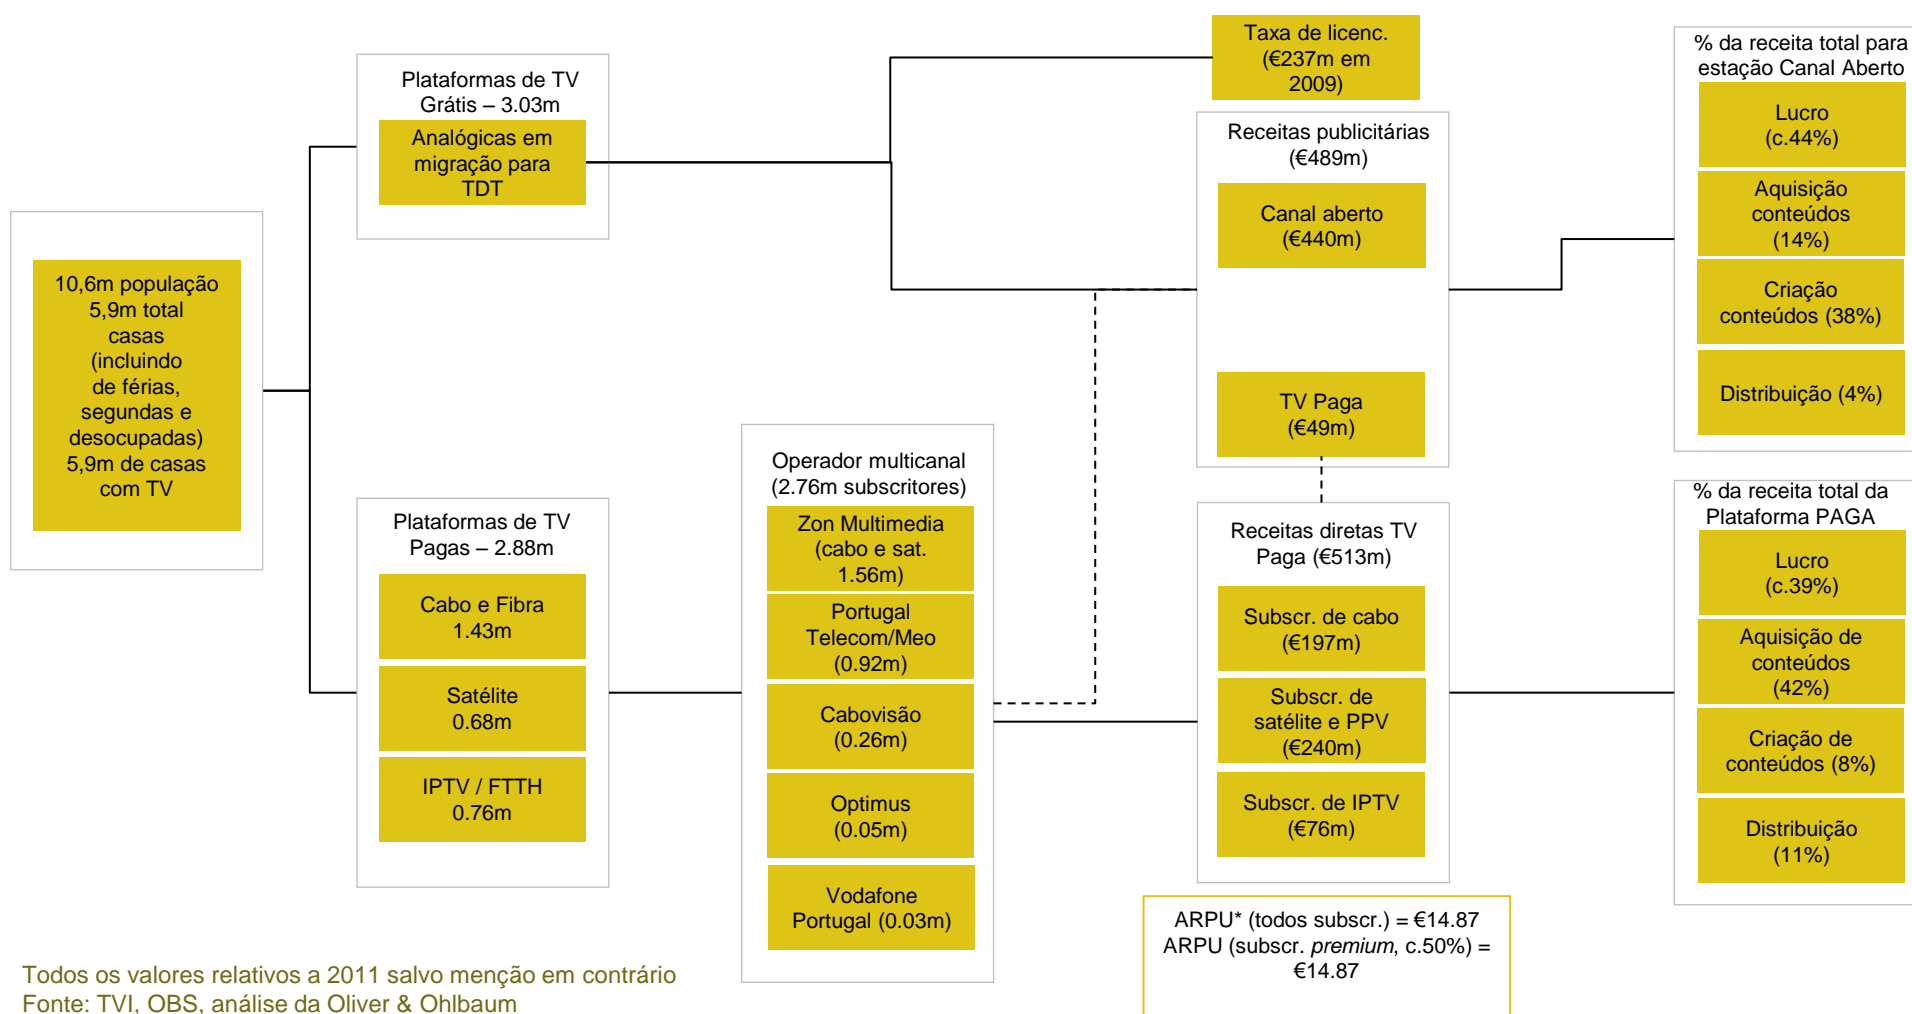 10,6m população
5,9m total
casas
(incluindo
de férias,
segundas e
desocupadas)
5,9m de casas
com TV
Plataformas de TV
Grátis – 3.03m
Analógicas em
migração para
TDT
Plataformas de TV
Pagas – 2.88m
Cabo e Fibra
1.43m
Satélite
0.68m
IPTV / FTTH
0.76m
Operador multicanal
(2.76m subscritores)
Zon Multimedia
(cabo e sat.
1.56m)
Portugal
Telecom/Meo
(0.92m)
Cabovisão
(0.26m)
Optimus
(0.05m)
Vodafone
Portugal (0.03m)
Taxa de licenc.
(€237m em
2009)
Receitas publicitárias
(€489m)
Canal aberto
(€440m)
TV Paga
(€49m)
Receitas diretas TV
Paga (€513m)
Subscr. de cabo
(€197m)
Subscr. de
satélite e PPV
(€240m)
Subscr. de IPTV
(€76m)
ARPU* (todos subscr.) = €14.87
ARPU (subscr. premium, c.50%) =
€14.87
% da receita total para
estação Canal Aberto
Lucro
(c.44%)
Aquisição
conteúdos
(14%)
Criação
conteúdos (38%)
Distribuição (4%)
% da receita total da
Plataforma PAGA
Lucro
(c.39%)
Aquisição de
conteúdos
(42%)
Criação de
conteúdos (8%)
Distribuição
(11%)
Todos os valores relativos a 2011 salvo menção em contrário
Fonte: TVI, OBS, análise da Oliver & Ohlbaum